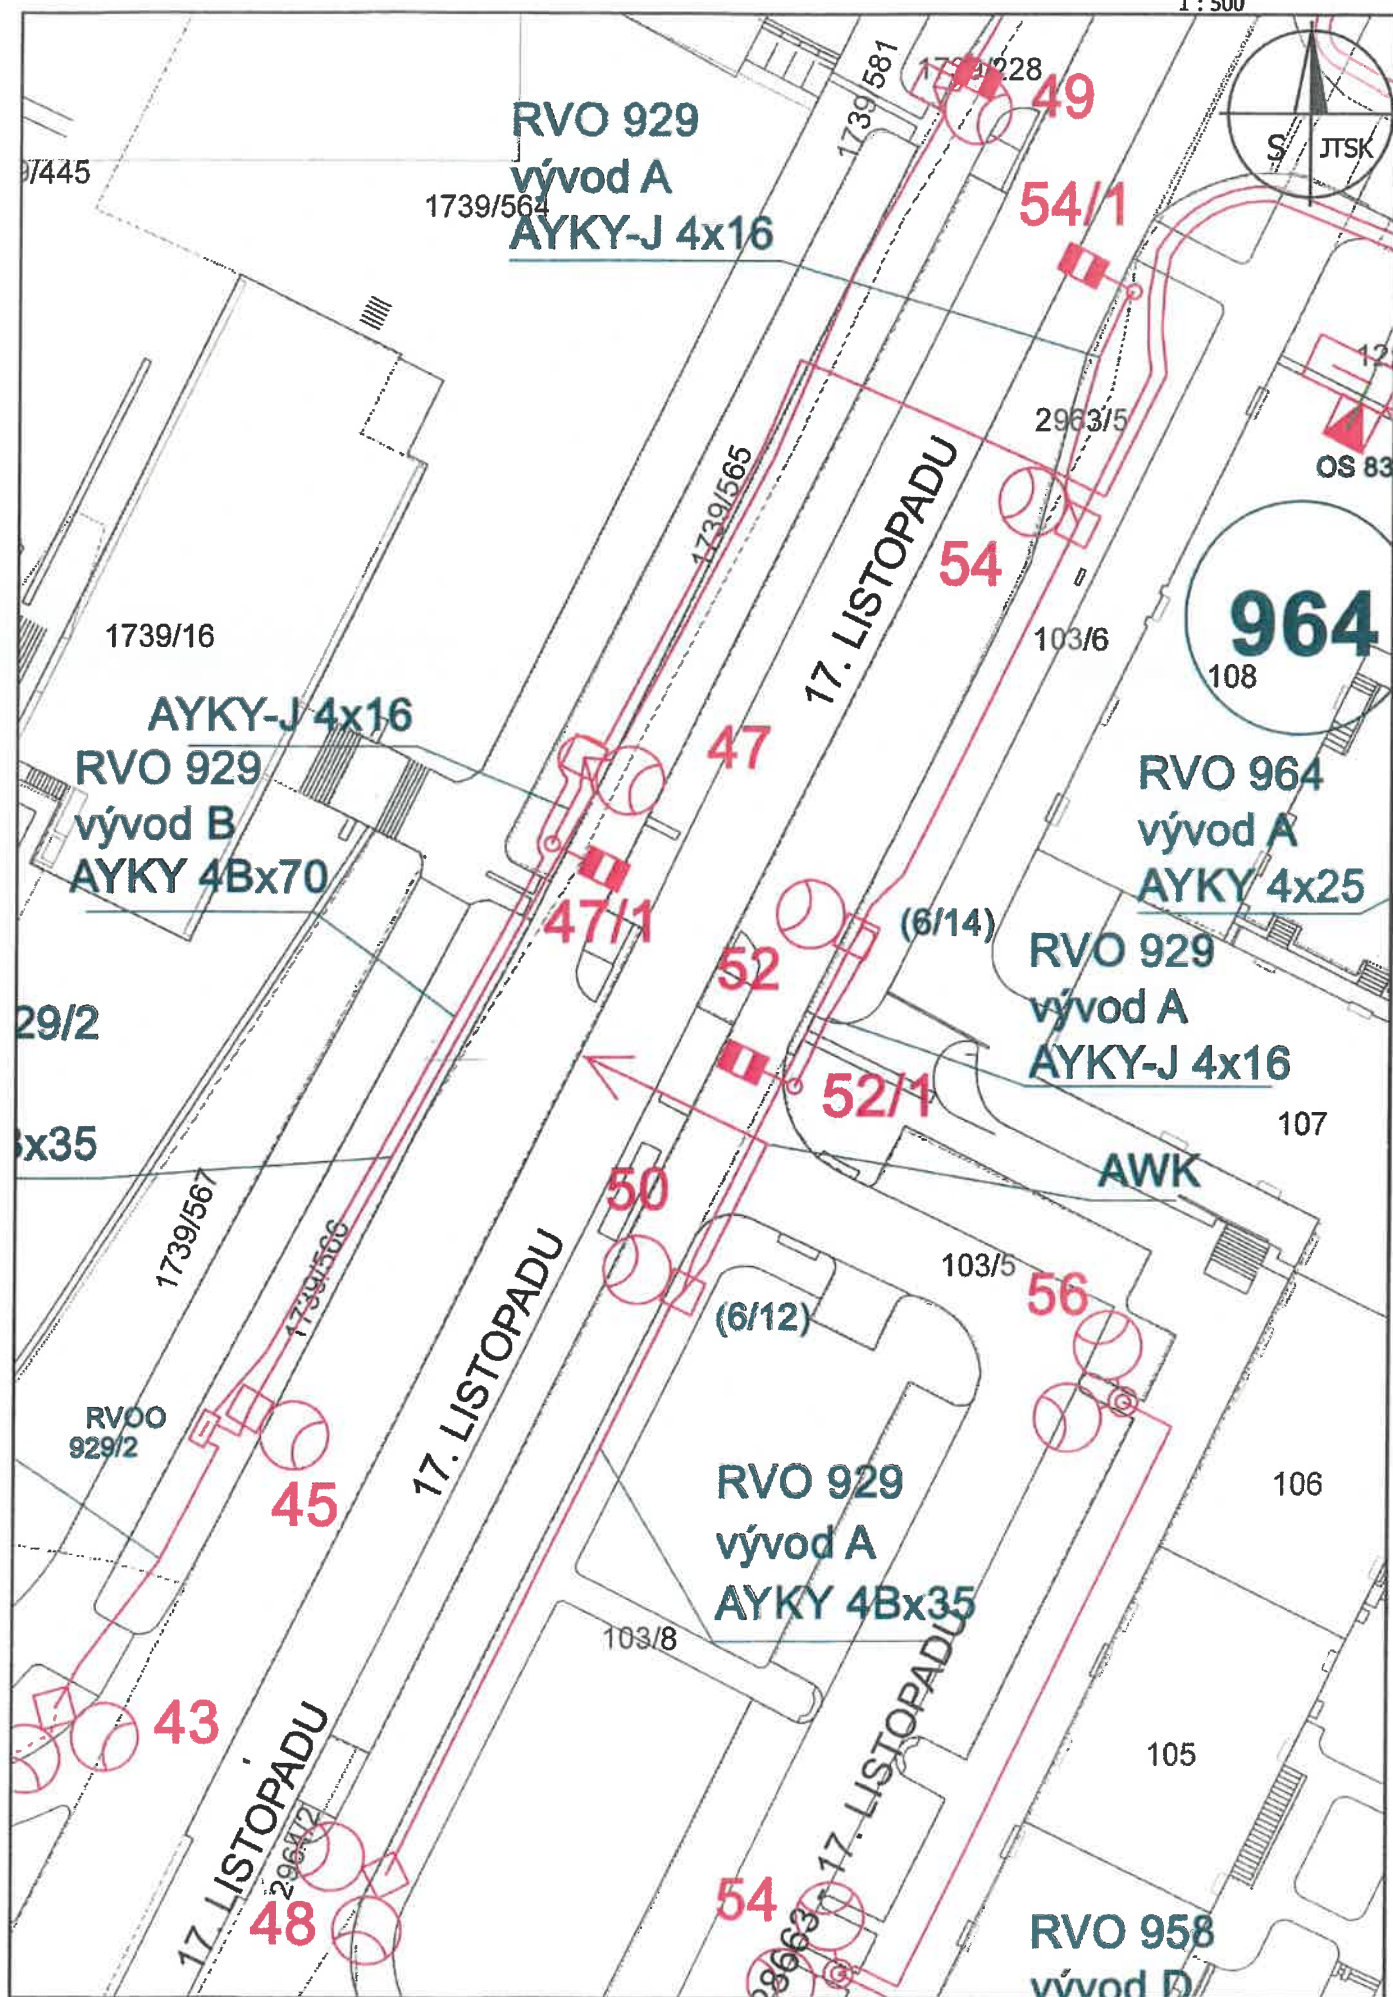 1 : 500
1739/581
49
RVO 929
vývod A
AYKY-J 4x16
S
JTSK
/445
1739/564
54/1
2963/5
OS 83
1739/565
17. LISTOPADU
54
964
1739/16
103/6
108
AYKY-J 4x16
47
RVO 929
vývod B
AYKY 4Bx70
RVO 964
vývod A
AYKY 4x25
47/1
(6/14)
52
RVO 929
vývod A
AYKY-J 4x16
29/2
52/1
107
x35
AWK
50
1739/567
1739/566
17. LISTOPADU
103/5
56
(6/12)
RVOO
929/2
45
RVO 929
vývod A
AYKY 4Bx35
106
103/8
43
17. LISTOPADU
17. LISTOPADU
105
2964/2
48
54
28663
RVO 958
vývod D